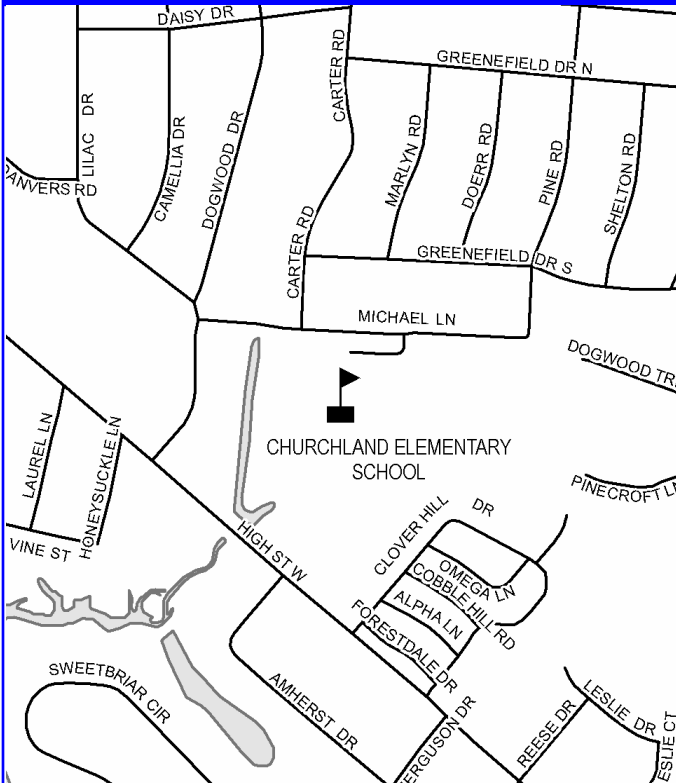 DAISY DR
LILAC DR
CAMELLIA DR
DOGWOOD DR
CARTER RD
GREENEFIELD DR N
MARLYN RD
DOERR RD
PINE RD
SHELTON RD
DANVERS RD
CARTER RD
GREENEFIELD DR S
MICHAEL LN
DOGWOOD
CHURCHLAND ELEMENTARY
SCHOOL
LAUREL LN
HONEYSUCKLE LN
VINE ST
PINECROFT
HIGH ST W
CLOVER HILL DR
OMEGA LN
COBBLE HILL RD
ALPHA LN
FORESTDALE DR
SWEETBRIAR CIR
AMHERST DR
FERGUSON DR
REESE DR
LESLIE DR
LESLIE CT